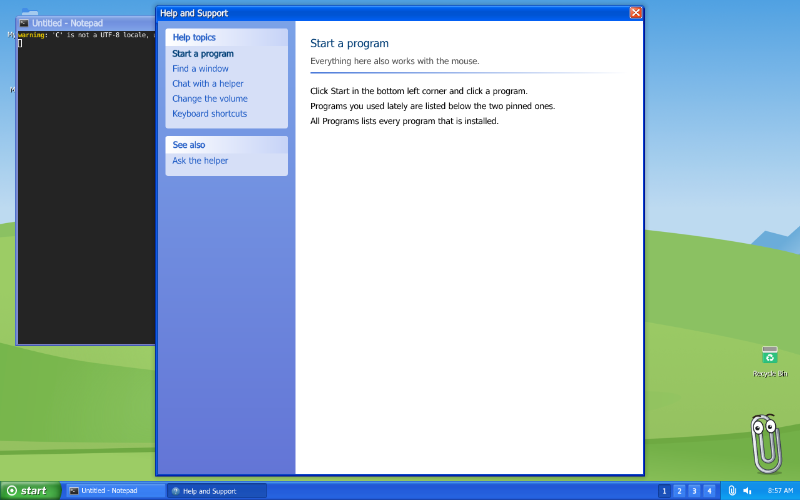 Untitled - Notepad
warning: 'C' is not a UTF-8 locale,
Help and Support
Help topics
Start a program
Find a window
Chat with a helper
Change the volume
Keyboard shortcuts
See also
Ask the helper
Start a program
Everything here also works with the mouse.
Click Start in the bottom left corner and click a program.
Programs you used lately are listed below the two pinned ones.
All Programs lists every program that is installed.
Recycle Bin
start
Untitled - Notepad
Help and Support
1 2 3 4
8:57 AM